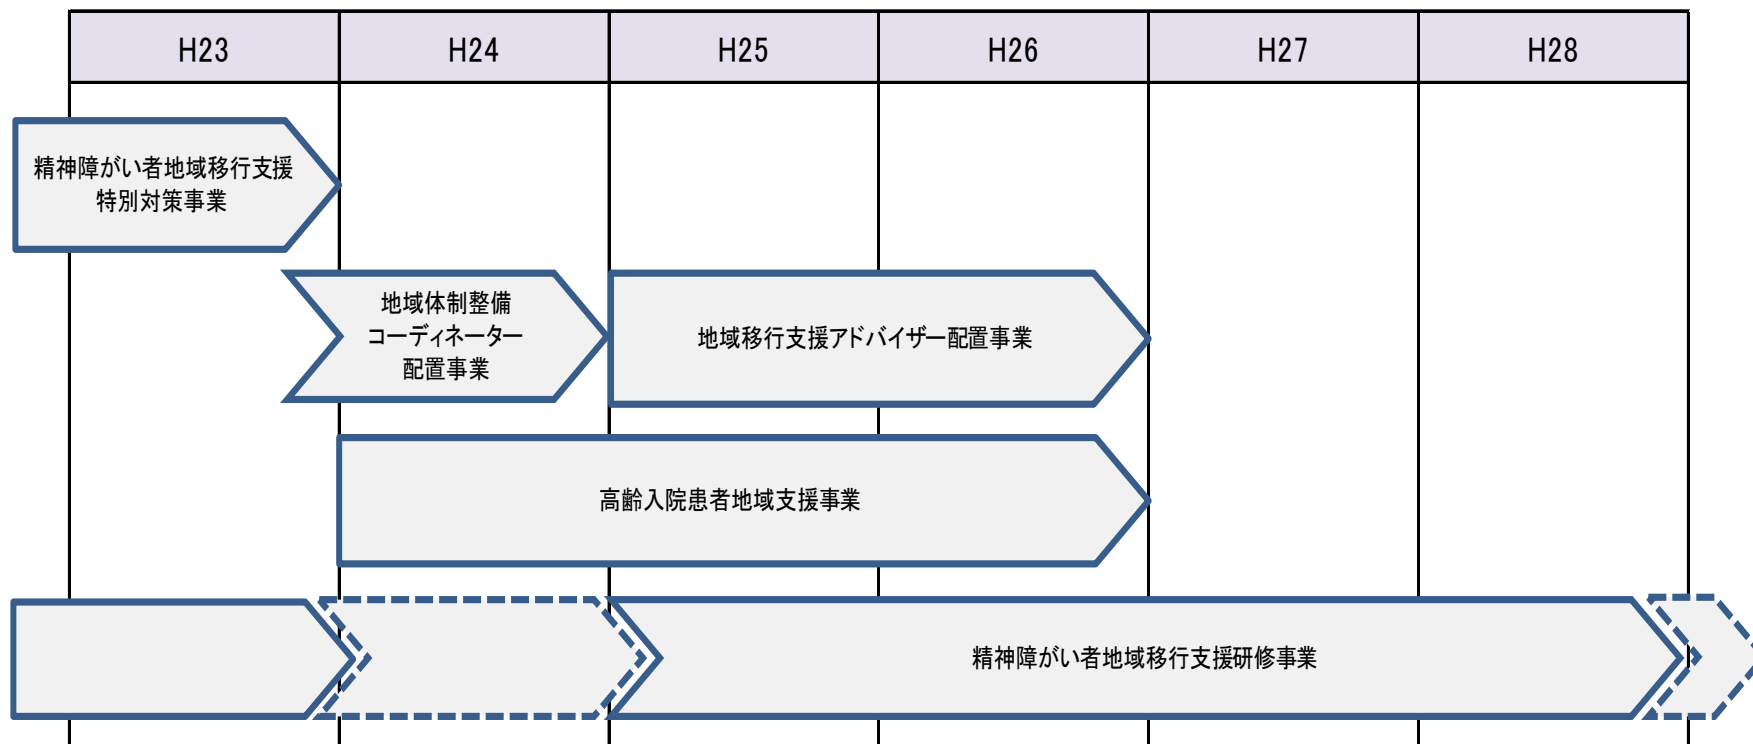 H23 H24 H25 H26 H27 H28
精神障がい者地域移行支援
特別対策事業
地域体制整備
コーディネーター
配置事業
地域移行支援アドバイザー配置事業
高齢入院患者地域支援事業
精神障がい者地域移行支援研修事業